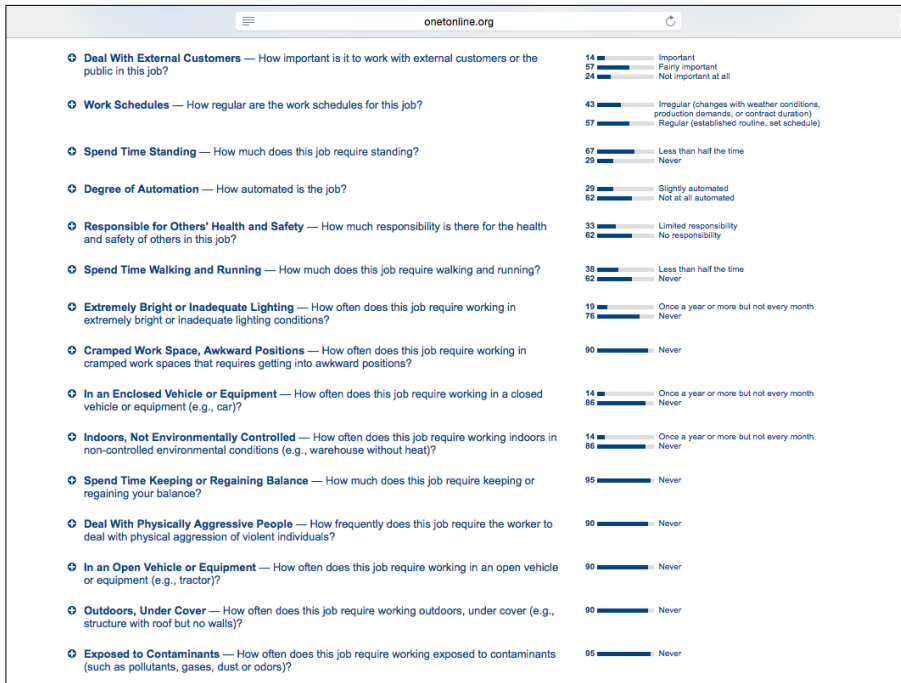 onetonline.org
Deal With External Customers — How important is it to work with external customers or the
public in this job?
14 Important
57 Fairly important
24 Not important at all
Work Schedules — How regular are the work schedules for this job?
43 Irregular (changes with weather conditions,
production demands, or contract duration)
57 Regular (established routine, set schedule)
Spend Time Standing — How much does this job require standing?
67 Less than half the time
29 Never
Degree of Automation — How automated is the job?
29 Slightly automated
62 Not at all automated
Responsible for Others' Health and Safety — How much responsibility is there for the health
and safety of others in this job?
33 Limited responsibility
62 No responsibility
Spend Time Walking and Running — How much does this job require walking and running?
38 Less than half the time
62 Never
Extremely Bright or Inadequate Lighting — How often does this job require working in
extremely bright or inadequate lighting conditions?
19 Once a year or more but not every month
76 Never
Cramped Work Space, Awkward Positions — How often does this job require working in
cramped work spaces that requires getting into awkward positions?
90 Never
In an Enclosed Vehicle or Equipment — How often does this job require working in a closed
vehicle or equipment (e.g., car)?
14 Once a year or more but not every month
86 Never
Indoors, Not Environmentally Controlled — How often does this job require working indoors in
non-controlled environmental conditions (e.g., warehouse without heat)?
14 Once a year or more but not every month
86 Never
Spend Time Keeping or Regaining Balance — How much does this job require keeping or
regaining your balance?
95 Never
Deal With Physically Aggressive People — How frequently does this job require the worker to
deal with physical aggression of violent individuals?
90 Never
In an Open Vehicle or Equipment — How often does this job require working in an open vehicle
or equipment (e.g., tractor)?
90 Never
Outdoors, Under Cover — How often does this job require working outdoors, under cover (e.g.,
structure with roof but no walls)?
90 Never
Exposed to Contaminants — How often does this job require working exposed to contaminants
(such as pollutants, gases, dust or odors)?
95 Never